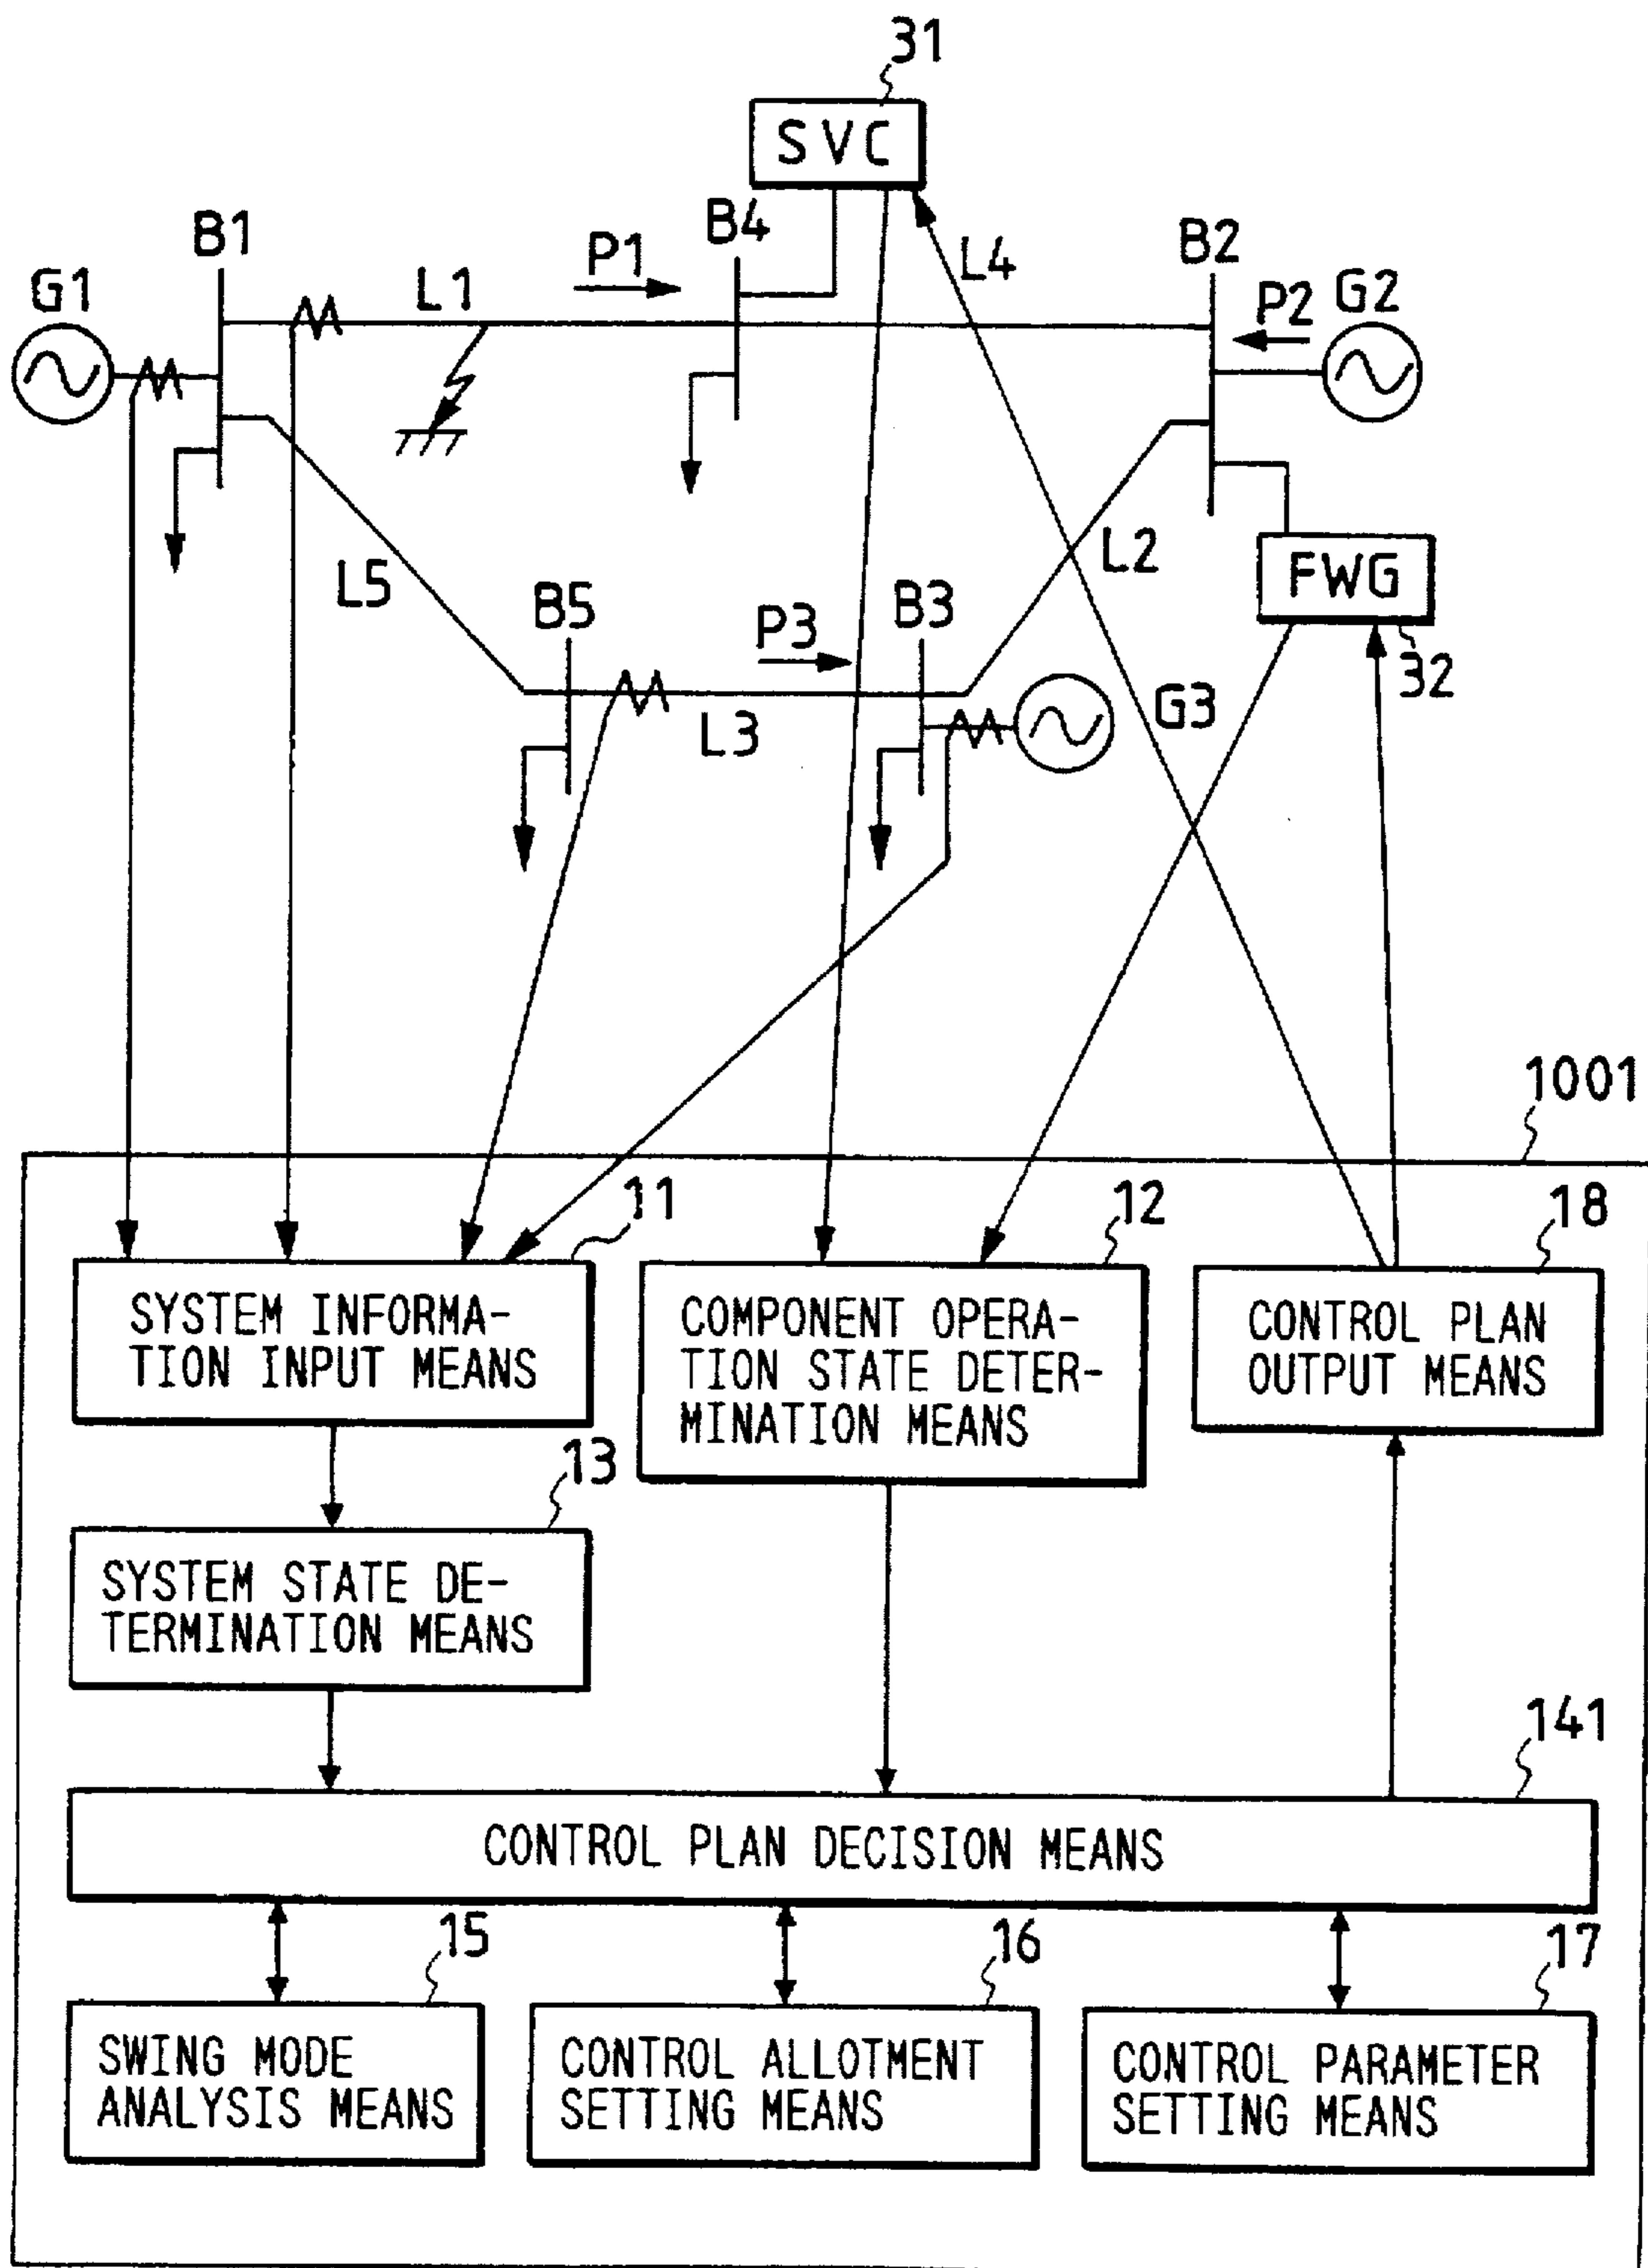 31
SVC
B1
B4
B2
G1
P1
L1
L4
P2
G2
L5
B5
P3
B3
L2
FWG
32
L3
G3
1001
11
12
18
SYSTEM INFORMA-
TION INPUT MEANS
COMPONENT OPERA-
TION STATE DETER-
MINATION MEANS
CONTROL PLAN
OUTPUT MEANS
13
SYSTEM STATE DE-
TERMINATION MEANS
141
CONTROL PLAN DECISION MEANS
15
16
17
SWING MODE
ANALYSIS MEANS
CONTROL ALLOTMENT
SETTING MEANS
CONTROL PARAMETER
SETTING MEANS